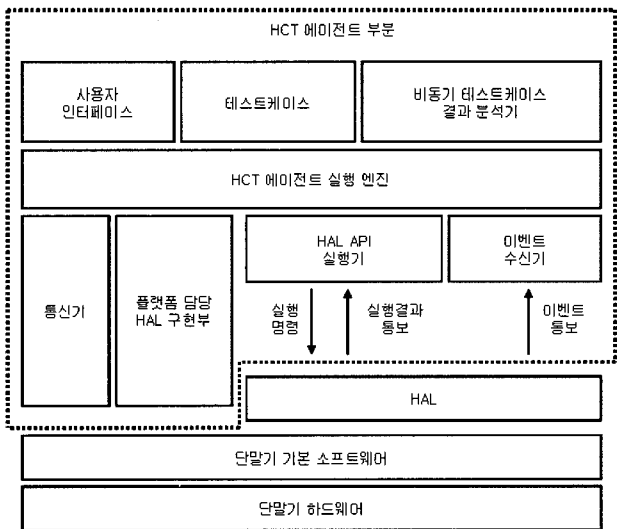 HCT 에이전트 부분
사용자
인터페이스
테스트케이스
비동기 테스트케이스
결과 분석기
HCT 에이전트 실행 엔진
통신기
플랫폼 담당
HAL 구현부
HAL API
실행기
이벤트
수신기
실행
명령
실행결과
통보
이벤트
통보
HAL
단말기 기본 소프트웨어
단말기 하드웨어